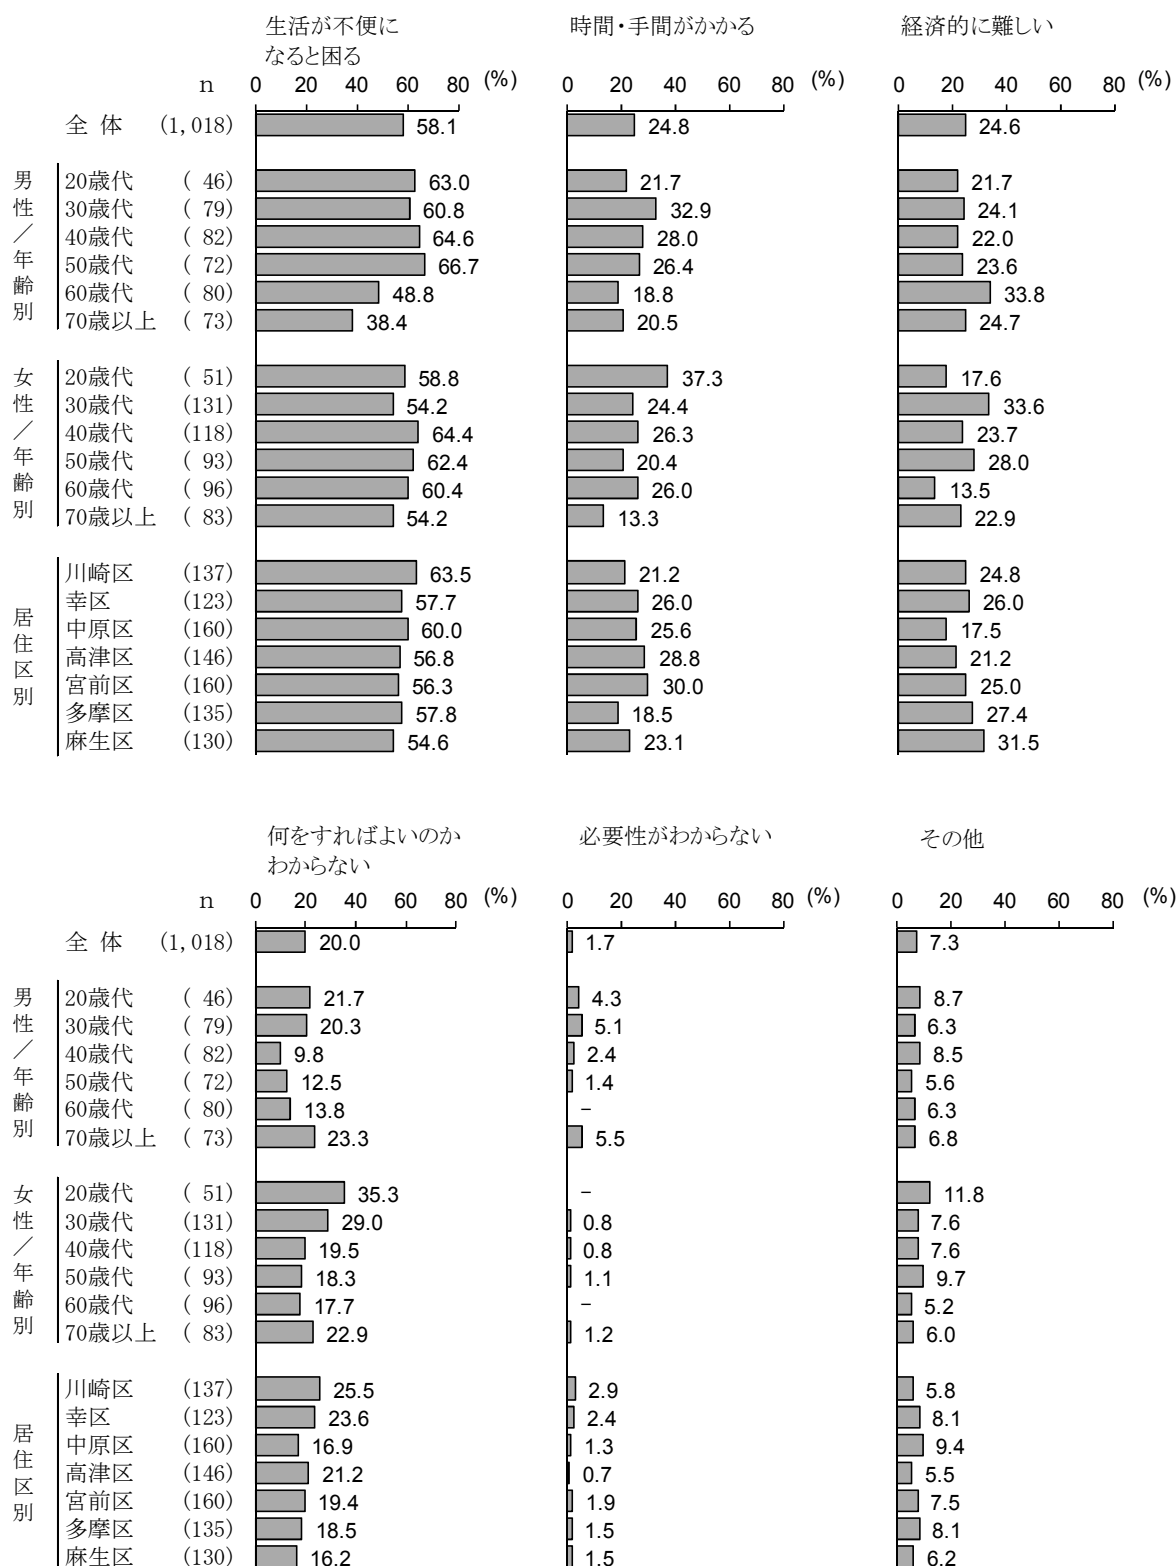 生活が不便に
なると困る
時間・手間がかかる
経済的に難しい
n 0 20 40 60 80 (%) 0 20 40 60 80 (%) 0 20 40 60 80 (%)
全 体 (1,018) 58.1 24.8 24.6
男性／年齢別
20歳代 ( 46) 63.0 21.7 21.7
30歳代 ( 79) 60.8 32.9 24.1
40歳代 ( 82) 64.6 28.0 22.0
50歳代 ( 72) 66.7 26.4 23.6
60歳代 ( 80) 48.8 18.8 33.8
70歳以上 ( 73) 38.4 20.5 24.7
女性／年齢別
20歳代 ( 51) 58.8 37.3 17.6
30歳代 (131) 54.2 24.4 33.6
40歳代 (118) 64.4 26.3 23.7
50歳代 ( 93) 62.4 20.4 28.0
60歳代 ( 96) 60.4 26.0 13.5
70歳以上 ( 83) 54.2 13.3 22.9
居住区別
川崎区 (137) 63.5 21.2 24.8
幸区 (123) 57.7 26.0 26.0
中原区 (160) 60.0 25.6 17.5
高津区 (146) 56.8 28.8 21.2
宮前区 (160) 56.3 30.0 25.0
多摩区 (135) 57.8 18.5 27.4
麻生区 (130) 54.6 23.1 31.5
何をすればよいのか
わからない
必要性がわからない
その他
n 0 20 40 60 80 (%) 0 20 40 60 80 (%) 0 20 40 60 80 (%)
全 体 (1,018) 20.0 1.7 7.3
男性／年齢別
20歳代 ( 46) 21.7 4.3 8.7
30歳代 ( 79) 20.3 5.1 6.3
40歳代 ( 82) 9.8 2.4 8.5
50歳代 ( 72) 12.5 1.4 5.6
60歳代 ( 80) 13.8 - 6.3
70歳以上 ( 73) 23.3 5.5 6.8
女性／年齢別
20歳代 ( 51) 35.3 - 11.8
30歳代 (131) 29.0 0.8 7.6
40歳代 (118) 19.5 0.8 7.6
50歳代 ( 93) 18.3 1.1 9.7
60歳代 ( 96) 17.7 - 5.2
70歳以上 ( 83) 22.9 1.2 6.0
居住区別
川崎区 (137) 25.5 2.9 5.8
幸区 (123) 23.6 2.4 8.1
中原区 (160) 16.9 1.3 9.4
高津区 (146) 21.2 0.7 5.5
宮前区 (160) 19.4 1.9 7.5
多摩区 (135) 18.5 1.5 8.1
麻生区 (130) 16.2 1.5 6.2